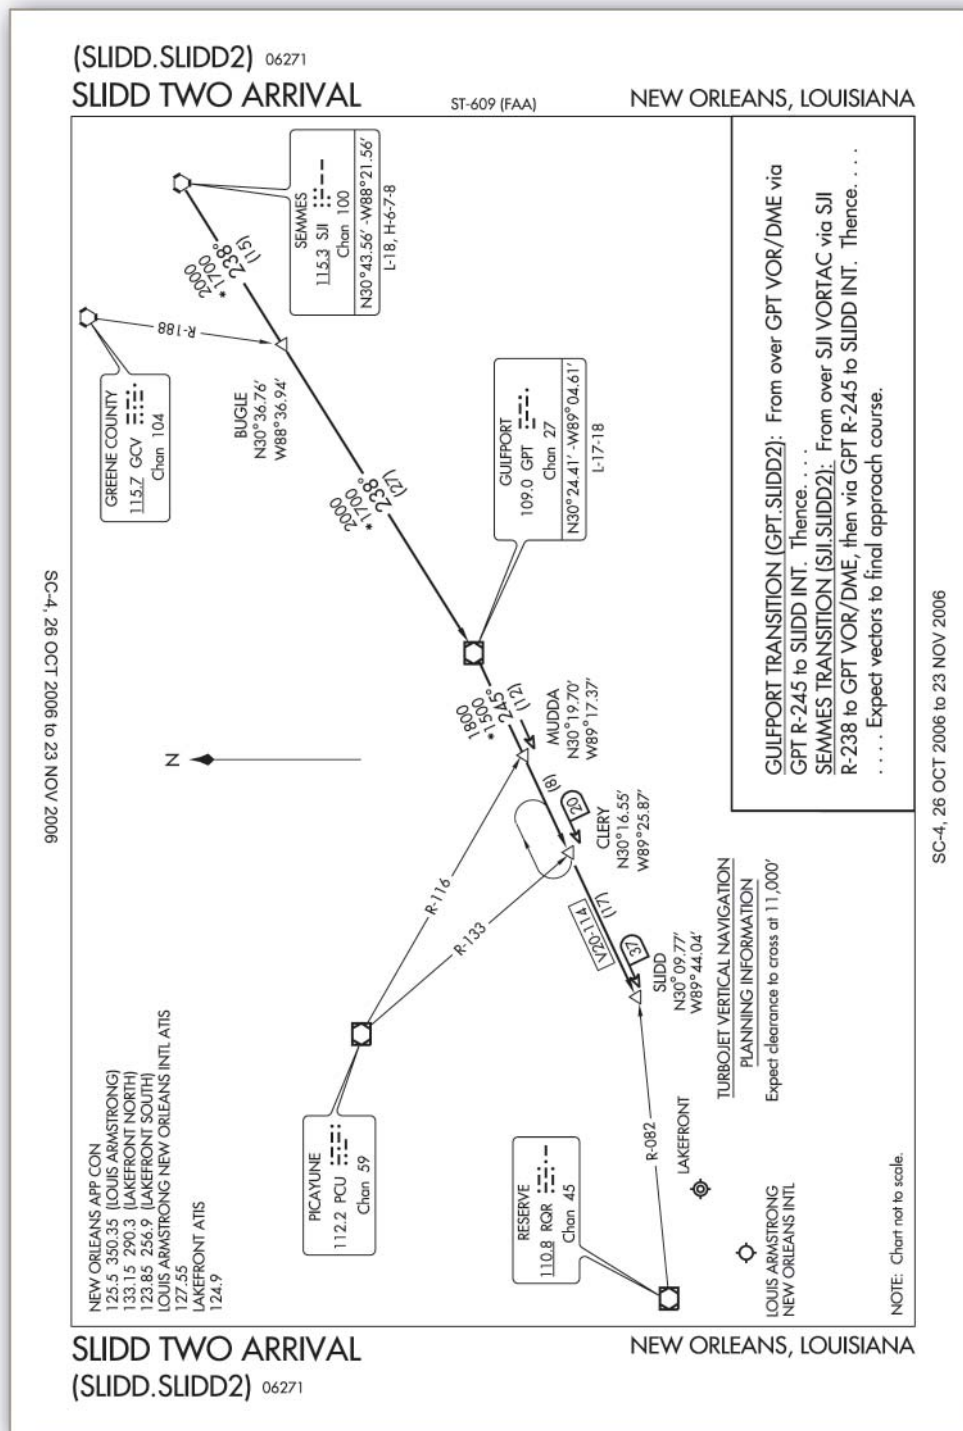 (SLIDD.SLIDD2) 06271
SLIDD TWO ARRIVAL
ST-609 (FAA)
NEW ORLEANS, LOUISIANA
SC-4, 26 OCT 2006 to 23 NOV 2006
NEW ORLEANS APP CON
125.5 350.35 (LOUIS ARMSTRONG)
133.15 290.3 (LAKEFRONT NORTH)
123.85 256.9 (LAKEFRONT SOUTH)
LOUIS ARMSTRONG NEW ORLEANS INTL ATIS
127.55
LAKEFRONT ATIS
124.9
GREENE COUNTY
115.7 GCV
Chan 104
R-188
SEMMES
115.3 SJI
Chan 100
N30°43.56' -W88°21.56'
L-18, H-6-7-8
2000
*1700
238°
(15)
BUGLE
N30°36.76'
W88°36.94'
2000
*1700
238°
(27)
GULFPORT
109.0 GPT
Chan 27
N30°24.41' -W89°04.61'
L-17-18
N
1800
*1500
245°
(12)
MUDDA
N30°19.70'
W89°17.37'
(8)
20
CLERY
N30°16.55'
W89°25.87'
R-116
R-133
V20-114
(17)
37
SLIDD
N30°09.77'
W89°44.04'
PICAYUNE
112.2 PCU
Chan 59
RESERVE
110.8 RQR
Chan 45
R-082
LAKEFRONT
LOUIS ARMSTRONG
NEW ORLEANS INTL
TURBOJET VERTICAL NAVIGATION
PLANNING INFORMATION
Expect clearance to cross at 11,000'
NOTE: Chart not to scale.
GULFPORT TRANSITION (GPT.SLIDD2): From over GPT VOR/DME via
GPT R-245 to SLIDD INT. Thence. . . .
SEMMES TRANSITION (SJI.SLIDD2): From over SJI VORTAC via SJI
R-238 to GPT VOR/DME, then via GPT R-245 to SLIDD INT. Thence. . . .
. . . . Expect vectors to final approach course.
SC-4, 26 OCT 2006 to 23 NOV 2006
SLIDD TWO ARRIVAL
(SLIDD.SLIDD2) 06271
NEW ORLEANS, LOUISIANA